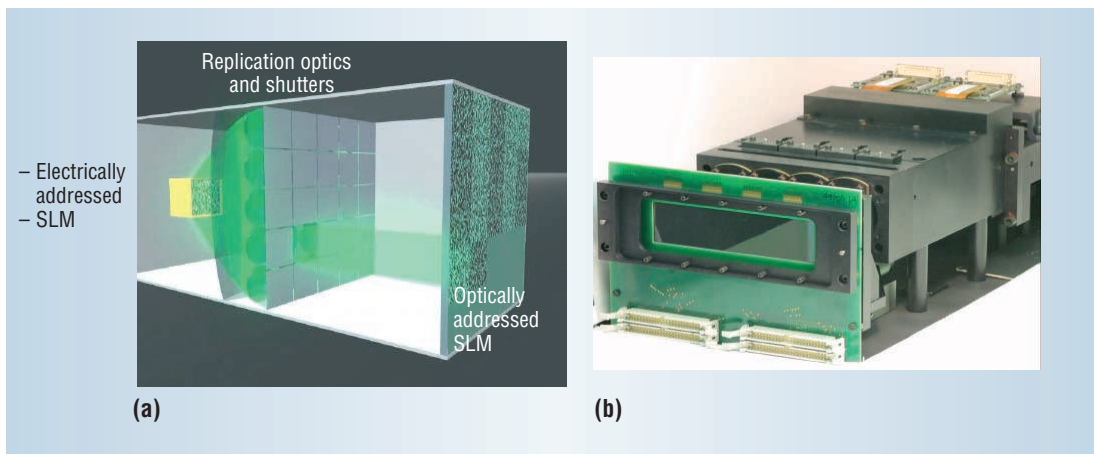 Replication optics
and shutters
– Electrically
addressed
– SLM
Optically
addressed
SLM
(a)
(b)